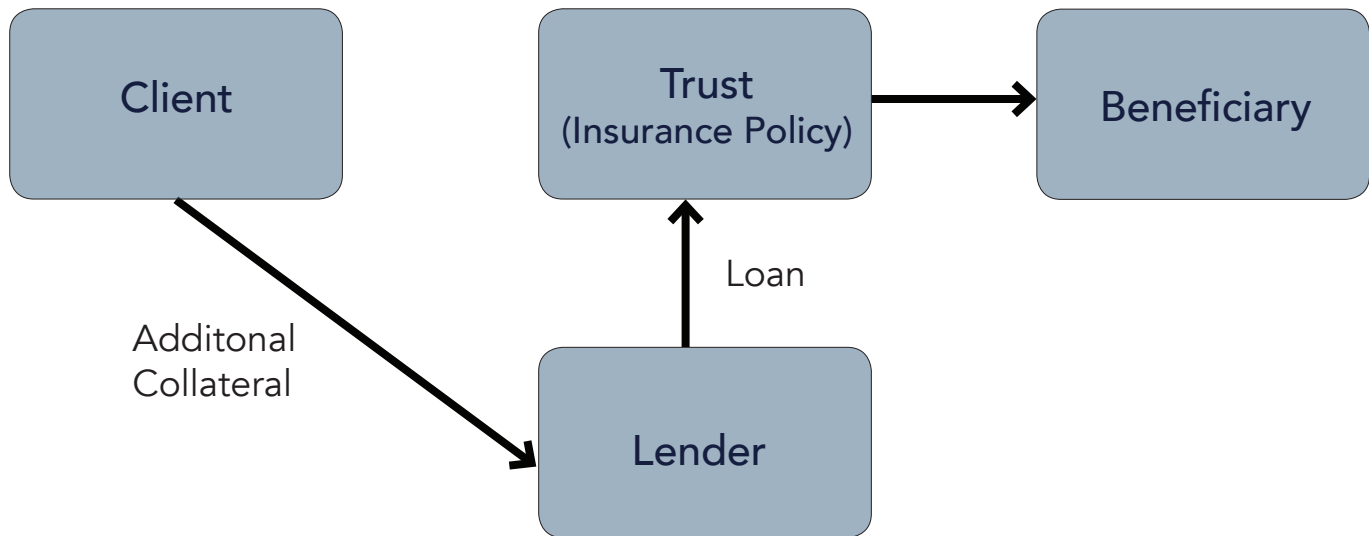 Client
Trust
(Insurance Policy)
Beneficiary
Loan
Additonal
Collateral
Lender